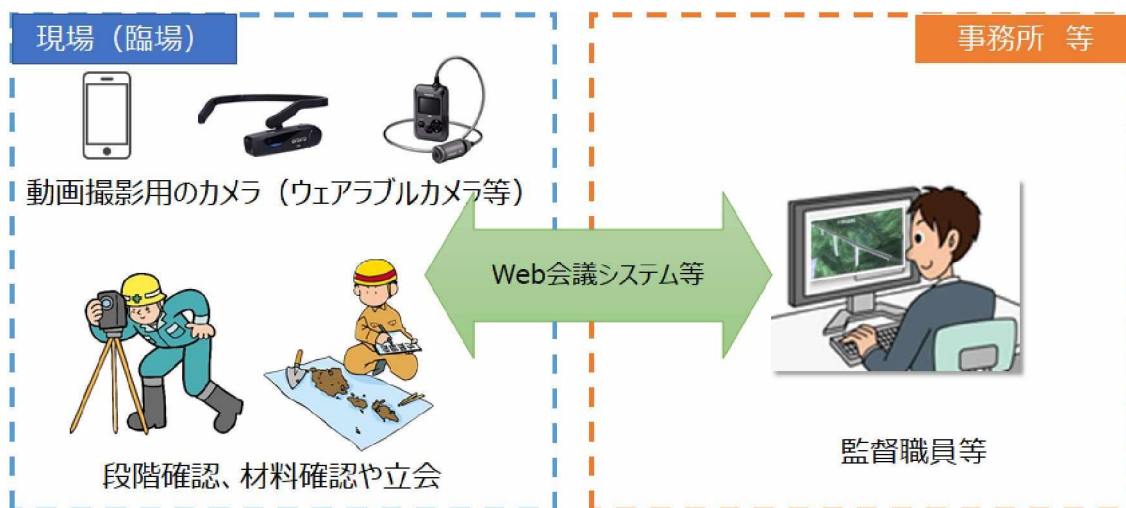 現場（臨場）
事務所　等
動画撮影用のカメラ（ウェアラブルカメラ等）
Web会議システム等
段階確認、材料確認や立会
監督職員等